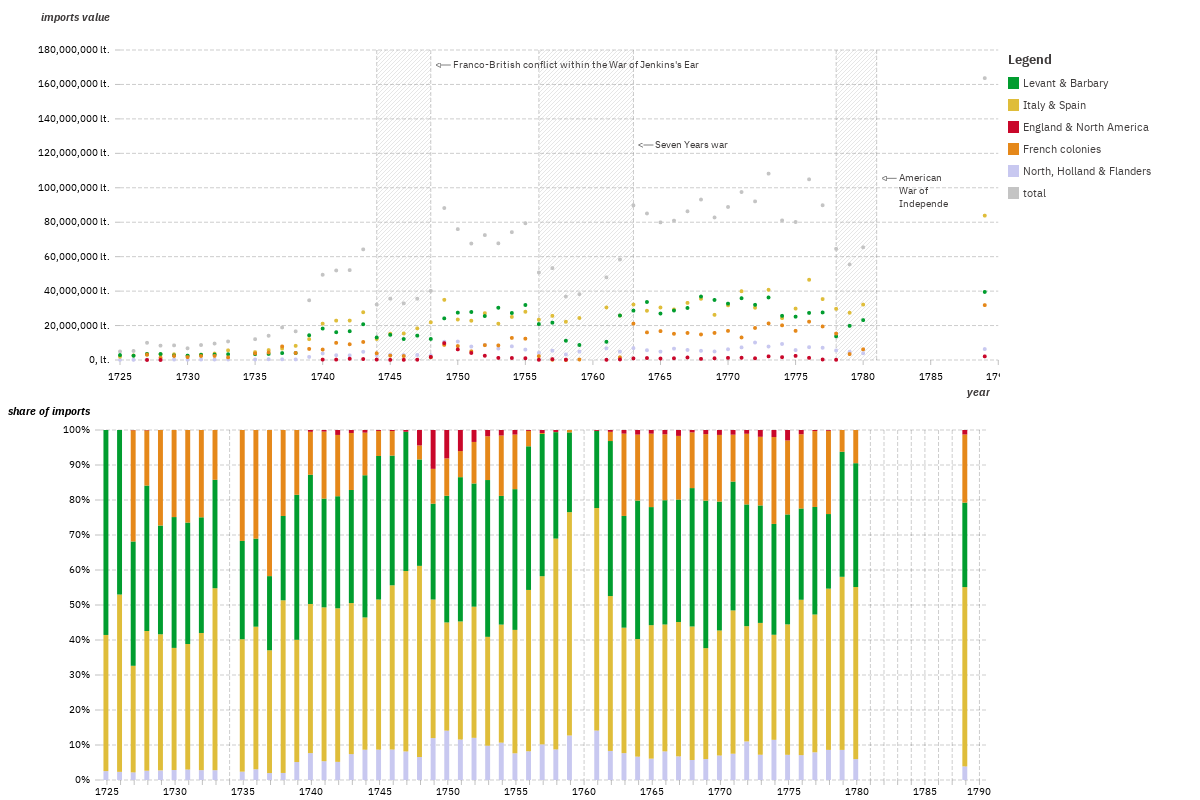 imports value
180,000,000 lt.
160,000,000 lt.
140,000,000 lt.
120,000,000 lt.
100,000,000 lt.
80,000,000 lt.
60,000,000 lt.
40,000,000 lt.
20,000,000 lt.
0, lt.
Franco-British conflict within the War of Jenkins's Ear
Seven Years war
American
War of
Independe
1725 1730 1735 1740 1745 1750 1755 1760 1765 1770 1775 1780 1785 179
year
Legend
Levant & Barbary
Italy & Spain
England & North America
French colonies
North, Holland & Flanders
total
share of imports
100%
90%
80%
70%
60%
50%
40%
30%
20%
10%
0%
1725 1730 1735 1740 1745 1750 1755 1760 1765 1770 1775 1780 1785 1790